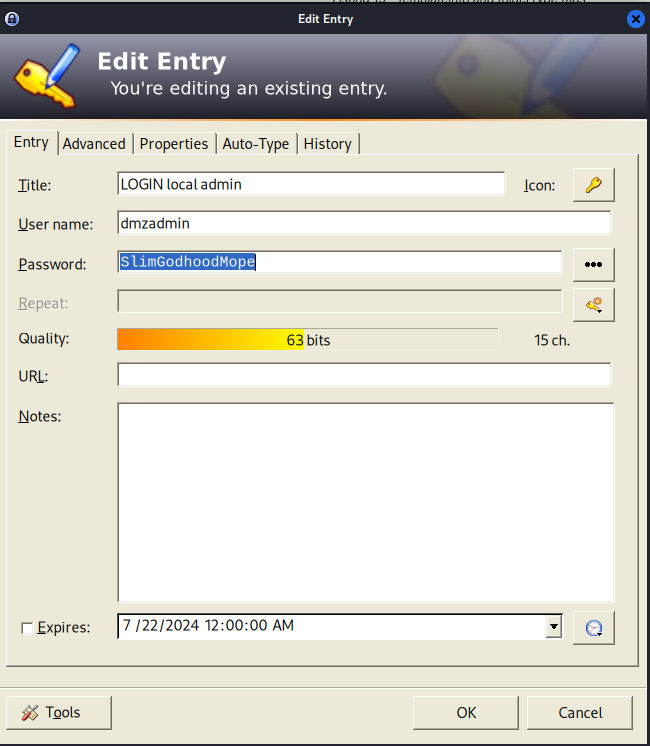 Edit Entry
Edit Entry
You're editing an existing entry.
Entry Advanced Properties Auto-Type History
Title: LOGIN local admin Icon:
User name: dmzadmin
Password: SlimGodhoodMope
Repeat:
Quality: 63 bits 15 ch.
URL:
Notes:
Expires: 7 /22/2024 12:00:00 AM
Tools OK Cancel